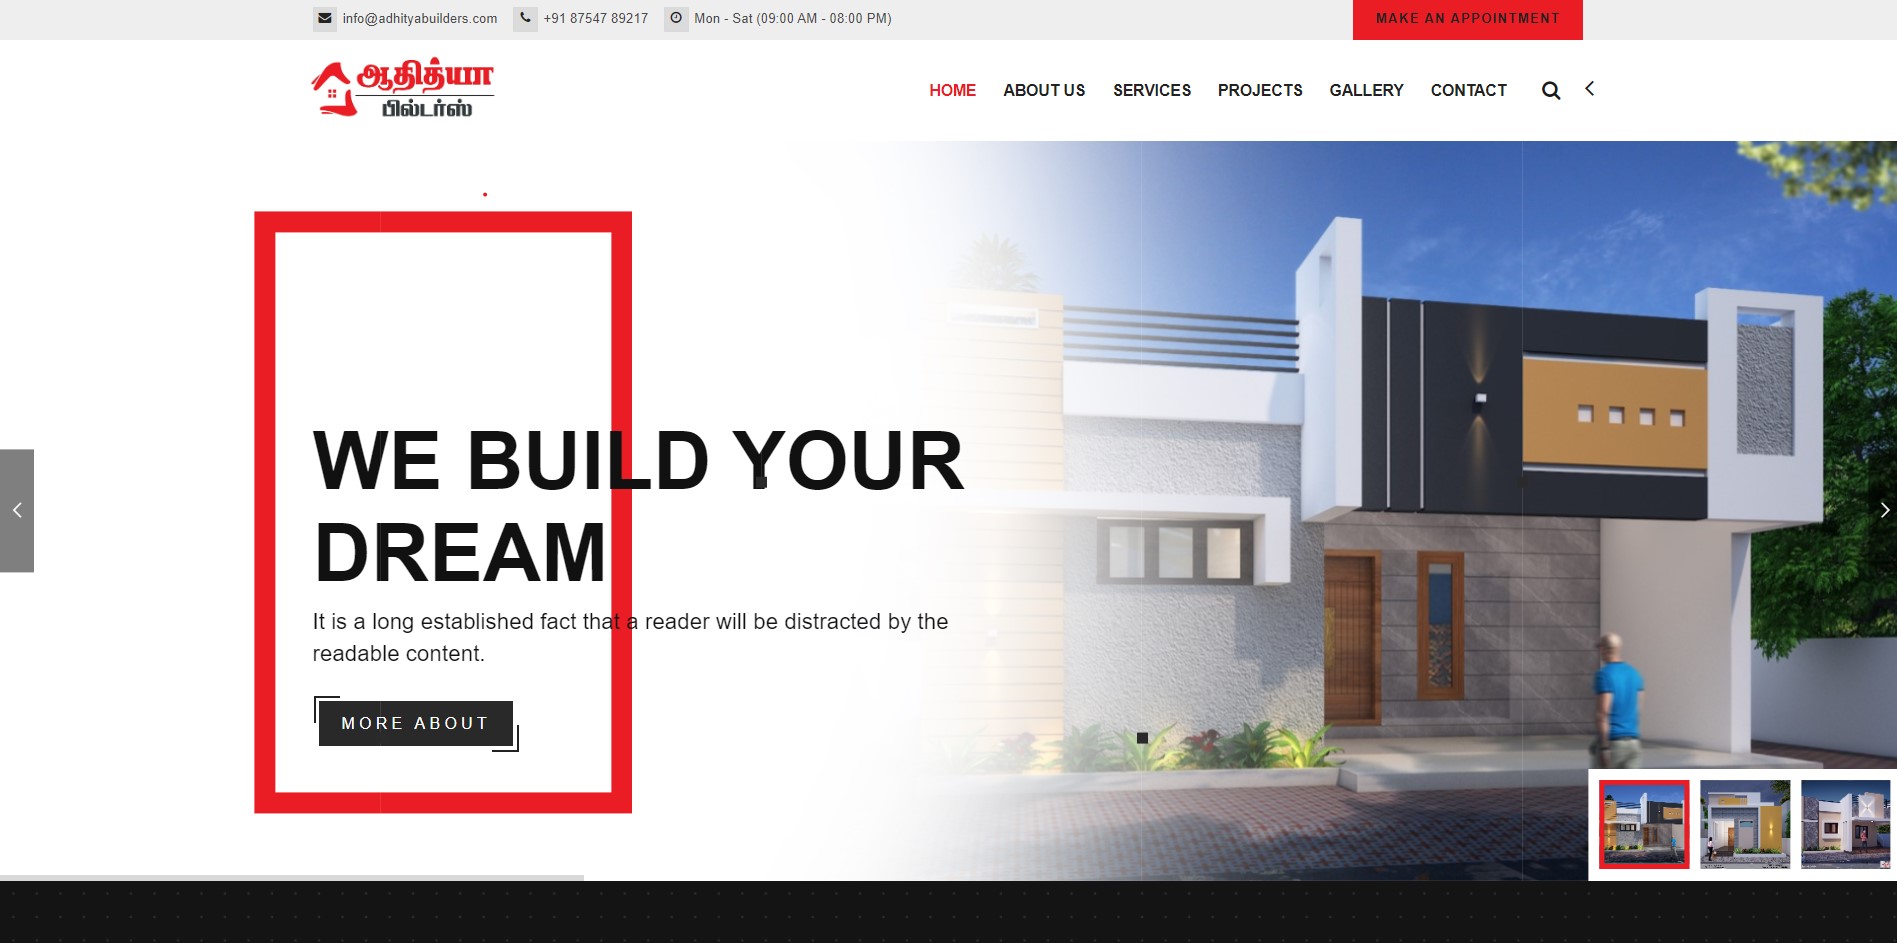 info@adhityabuilders.com +91 87547 89217 Mon - Sat (09:00 AM - 08:00 PM) MAKE AN APPOINTMENT
ஆதித்யா
பில்டர்ஸ்
HOME ABOUT US SERVICES PROJECTS GALLERY CONTACT
WE BUILD YOUR
DREAM
It is a long established fact that a reader will be distracted by the
readable content.
MORE ABOUT